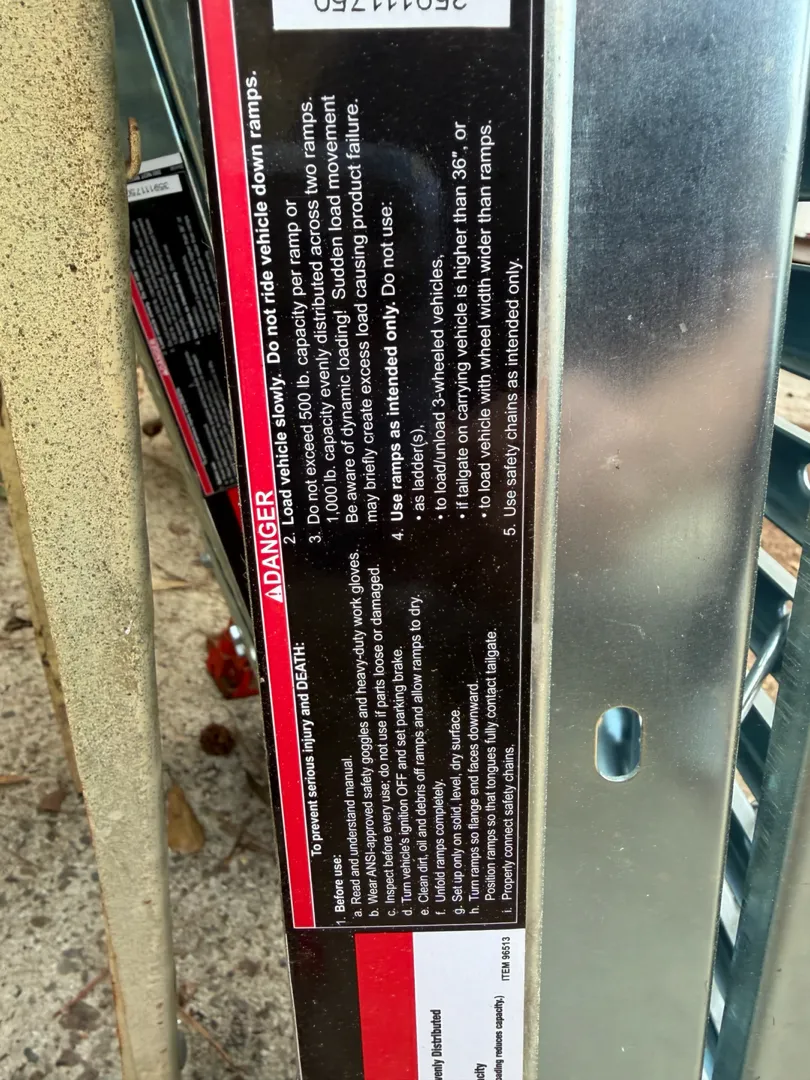 ⚠DANGER
To prevent serious injury and DEATH:
1. Before use:
a. Read and understand manual.
b. Wear ANSI-approved safety goggles and heavy-duty work gloves.
c. Inspect before every use; do not use if parts loose or damaged.
d. Turn vehicle's ignition OFF and set parking brake.
e. Clean dirt, oil and debris off ramps and allow ramps to dry.
f. Unfold ramps completely.
g. Set up only on solid, level, dry surface.
h. Turn ramps so flange end faces downward.
Position ramps so that tongues fully contact tailgate.
i. Properly connect safety chains.
2. Load vehicle slowly. Do not ride vehicle down ramps.
3. Do not exceed 500 lb. capacity per ramp or
1,000 lb. capacity evenly distributed across two ramps.
Be aware of dynamic loading! Sudden load movement
may briefly create excess load causing product failure.
4. Use ramps as intended only. Do not use:
• as ladder(s),
• to load/unload 3-wheeled vehicles,
• if tailgate on carrying vehicle is higher than 36", or
• to load vehicle with wheel width wider than ramps.
5. Use safety chains as intended only.
359111750
venly Distributed
city
ading reduces capacity.)
ITEM 96513